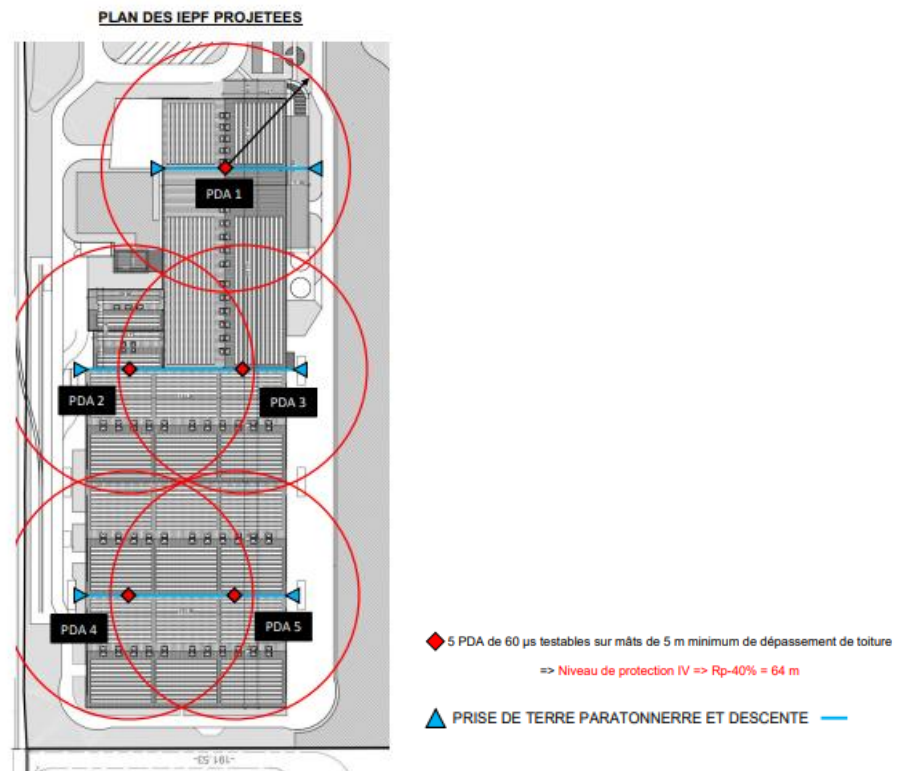 PLAN DES IEPF PROJETEES
PDA 1
PDA 2
PDA 3
PDA 4
PDA 5
5 PDA de 60 µs testables sur mâts de 5 m minimum de dépassement de toiture
=> Niveau de protection IV => Rp-40% = 64 m
PRISE DE TERRE PARATONNERRE ET DESCENTE
-191.53-